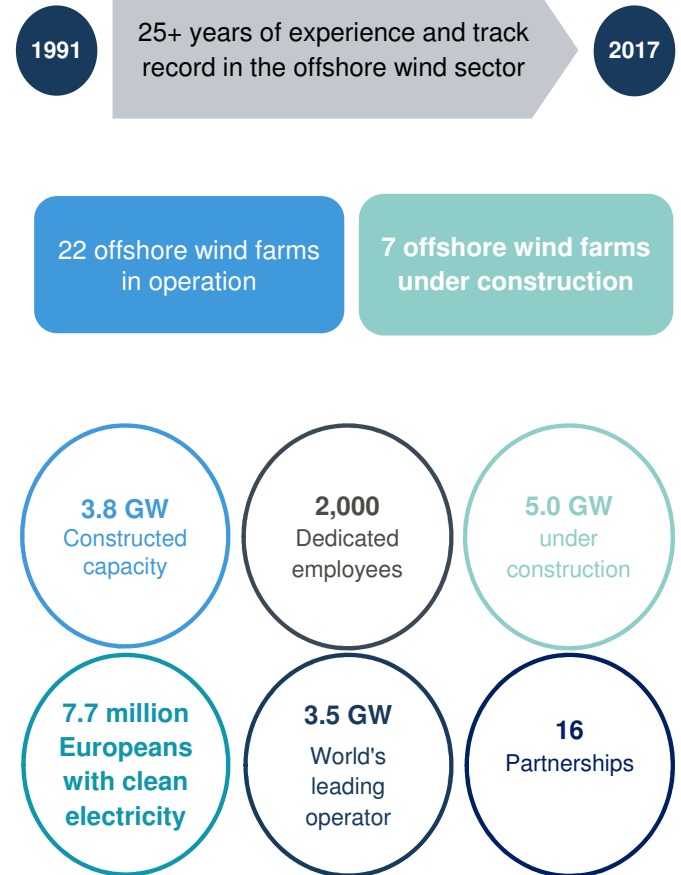 1991
25+ years of experience and track
record in the offshore wind sector
2017
22 offshore wind farms
in operation
7 offshore wind farms
under construction
3.8 GW
Constructed
capacity
2,000
Dedicated
employees
5.0 GW
under
construction
7.7 million
Europeans
with clean
electricity
3.5 GW
World's
leading
operator
16
Partnerships